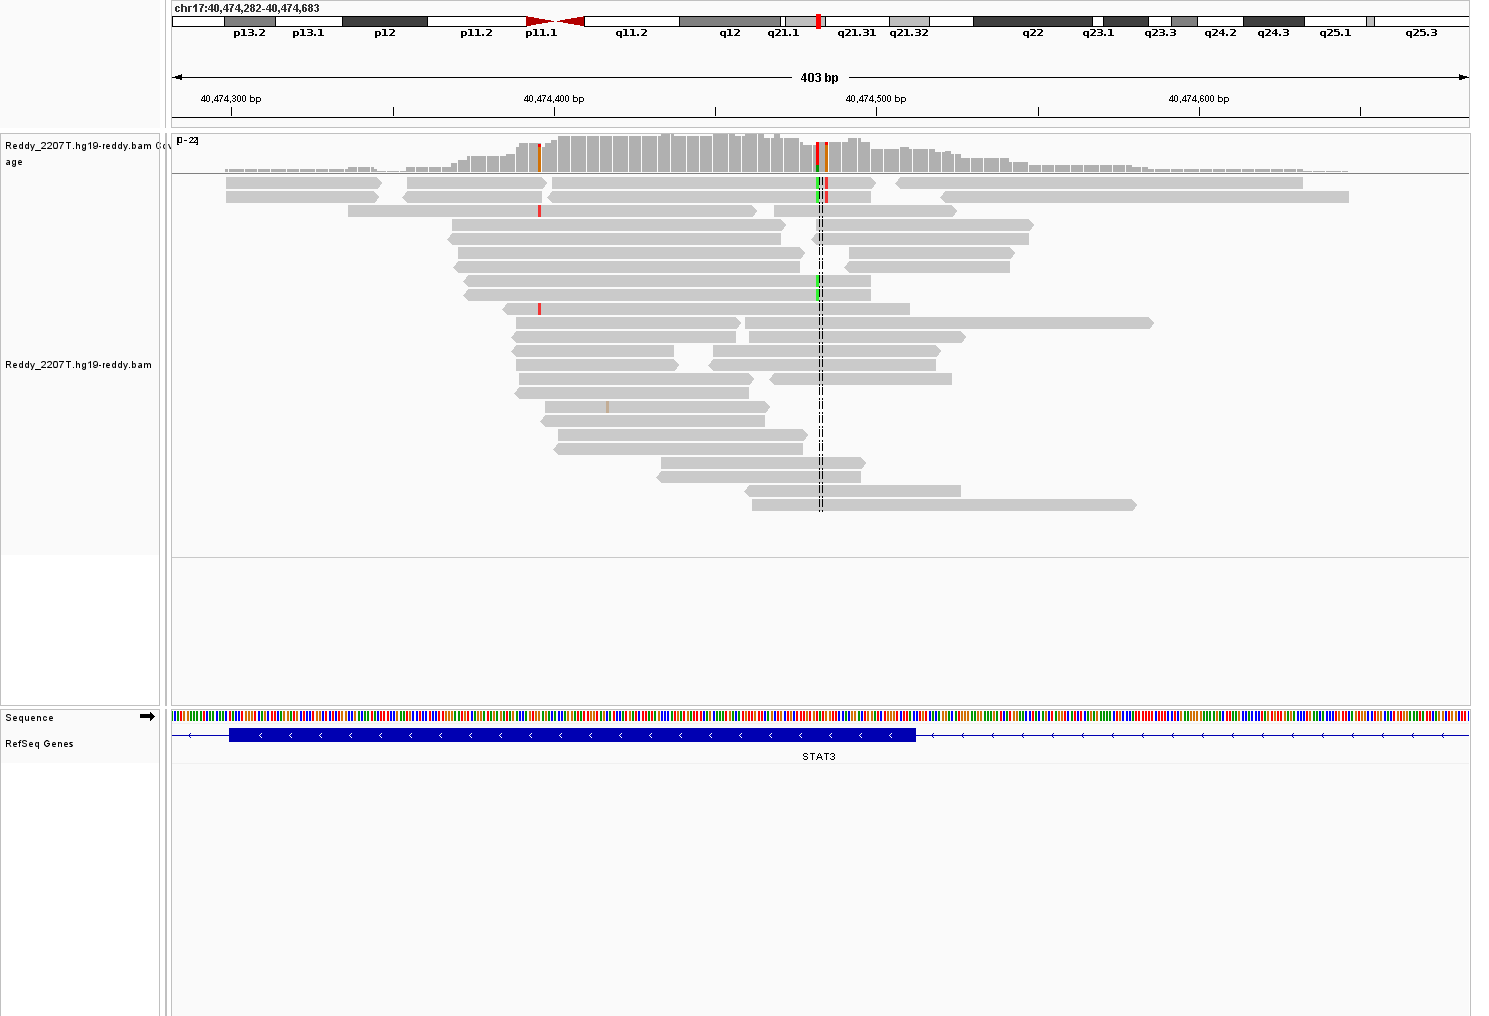 chr17:40,474,282-40,474,683
p13.2 p13.1 p12 p11.2 p11.1 q11.2 q12 q21.1 q21.31 q21.32 q22 q23.1 q23.3 q24.2 q24.3 q25.1 q25.3
403 bp
40,474,300 bp 40,474,400 bp 40,474,500 bp 40,474,600 bp
Reddy_2207T.hg19-reddy.bam Cov
age
[0-22]
Reddy_2207T.hg19-reddy.bam
Sequence
RefSeq Genes
STAT3